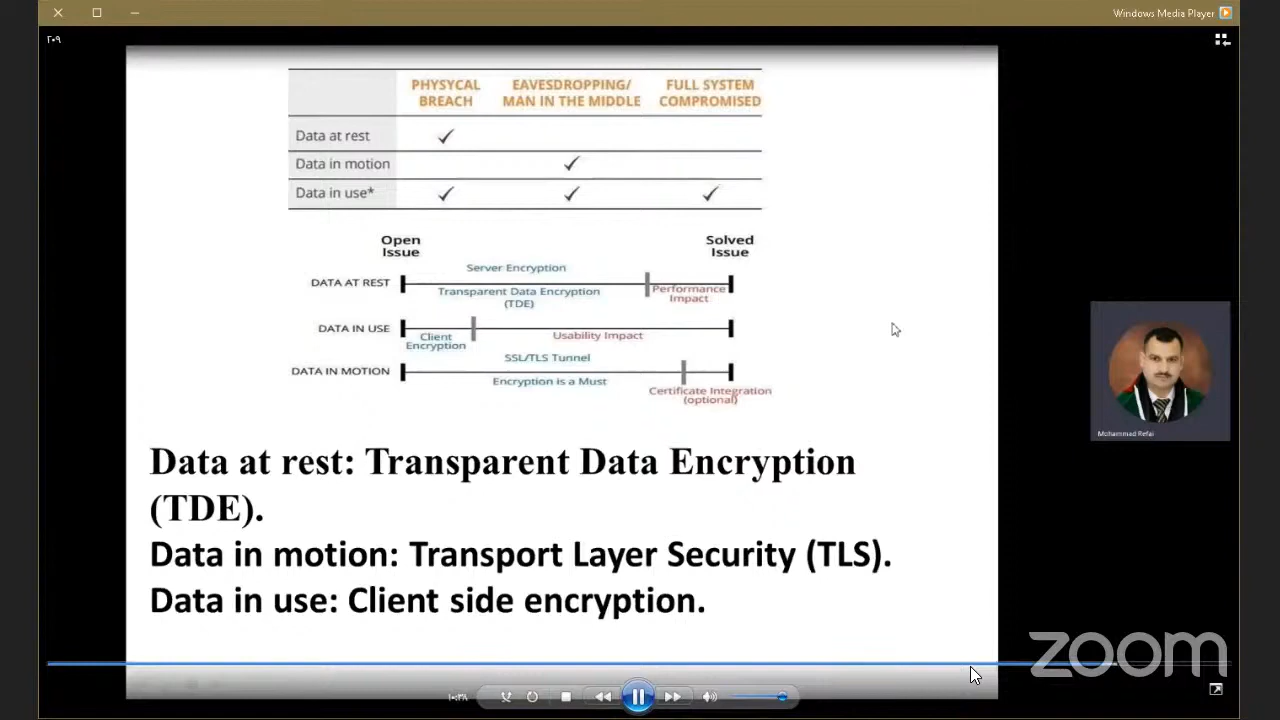 Windows Media Player
٢٠٩
PHYSYCAL BREACH
EAVESDROPPING/ MAN IN THE MIDDLE
FULL SYSTEM COMPROMISED
Data at rest
Data in motion
Data in use*
Open Issue
Solved Issue
DATA AT REST
Server Encryption
Transparent Data Encryption
(TDE)
Performance
Impact
DATA IN USE
Client
Encryption
Usability Impact
DATA IN MOTION
SSL/TLS Tunnel
Encryption is a Must
Certificate Integration
(optional)
Data at rest: Transparent Data Encryption
(TDE).
Data in motion: Transport Layer Security (TLS).
Data in use: Client side encryption.
Mohammad Refai
zoom
١٠:٣٨